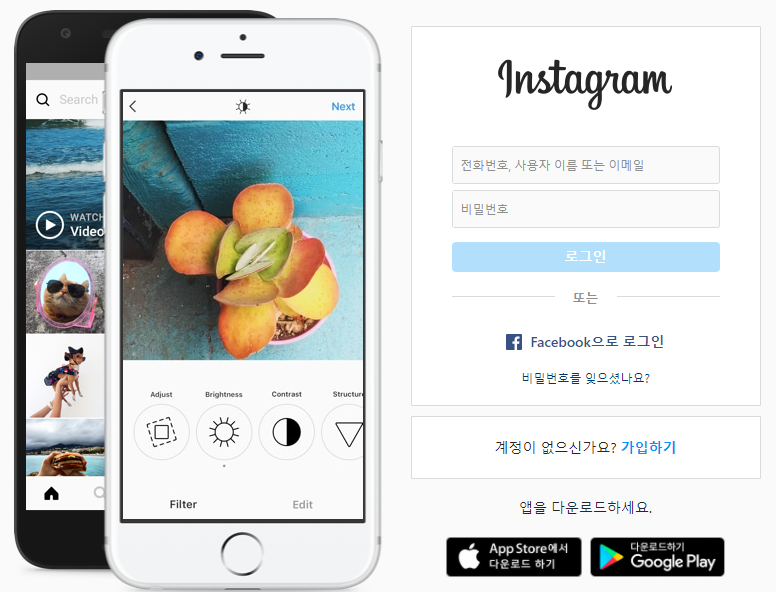 Search
WATCH
Video
Next
Adjust
Brightness
Contrast
Structure
Filter
Edit
Instagram
전화번호, 사용자 이름 또는 이메일
비밀번호
로그인
또는
Facebook으로 로그인
비밀번호를 잊으셨나요?
계정이 없으신가요? 가입하기
앱을 다운로드하세요.
App Store에서
다운로드 하기
다운로드하기
Google Play